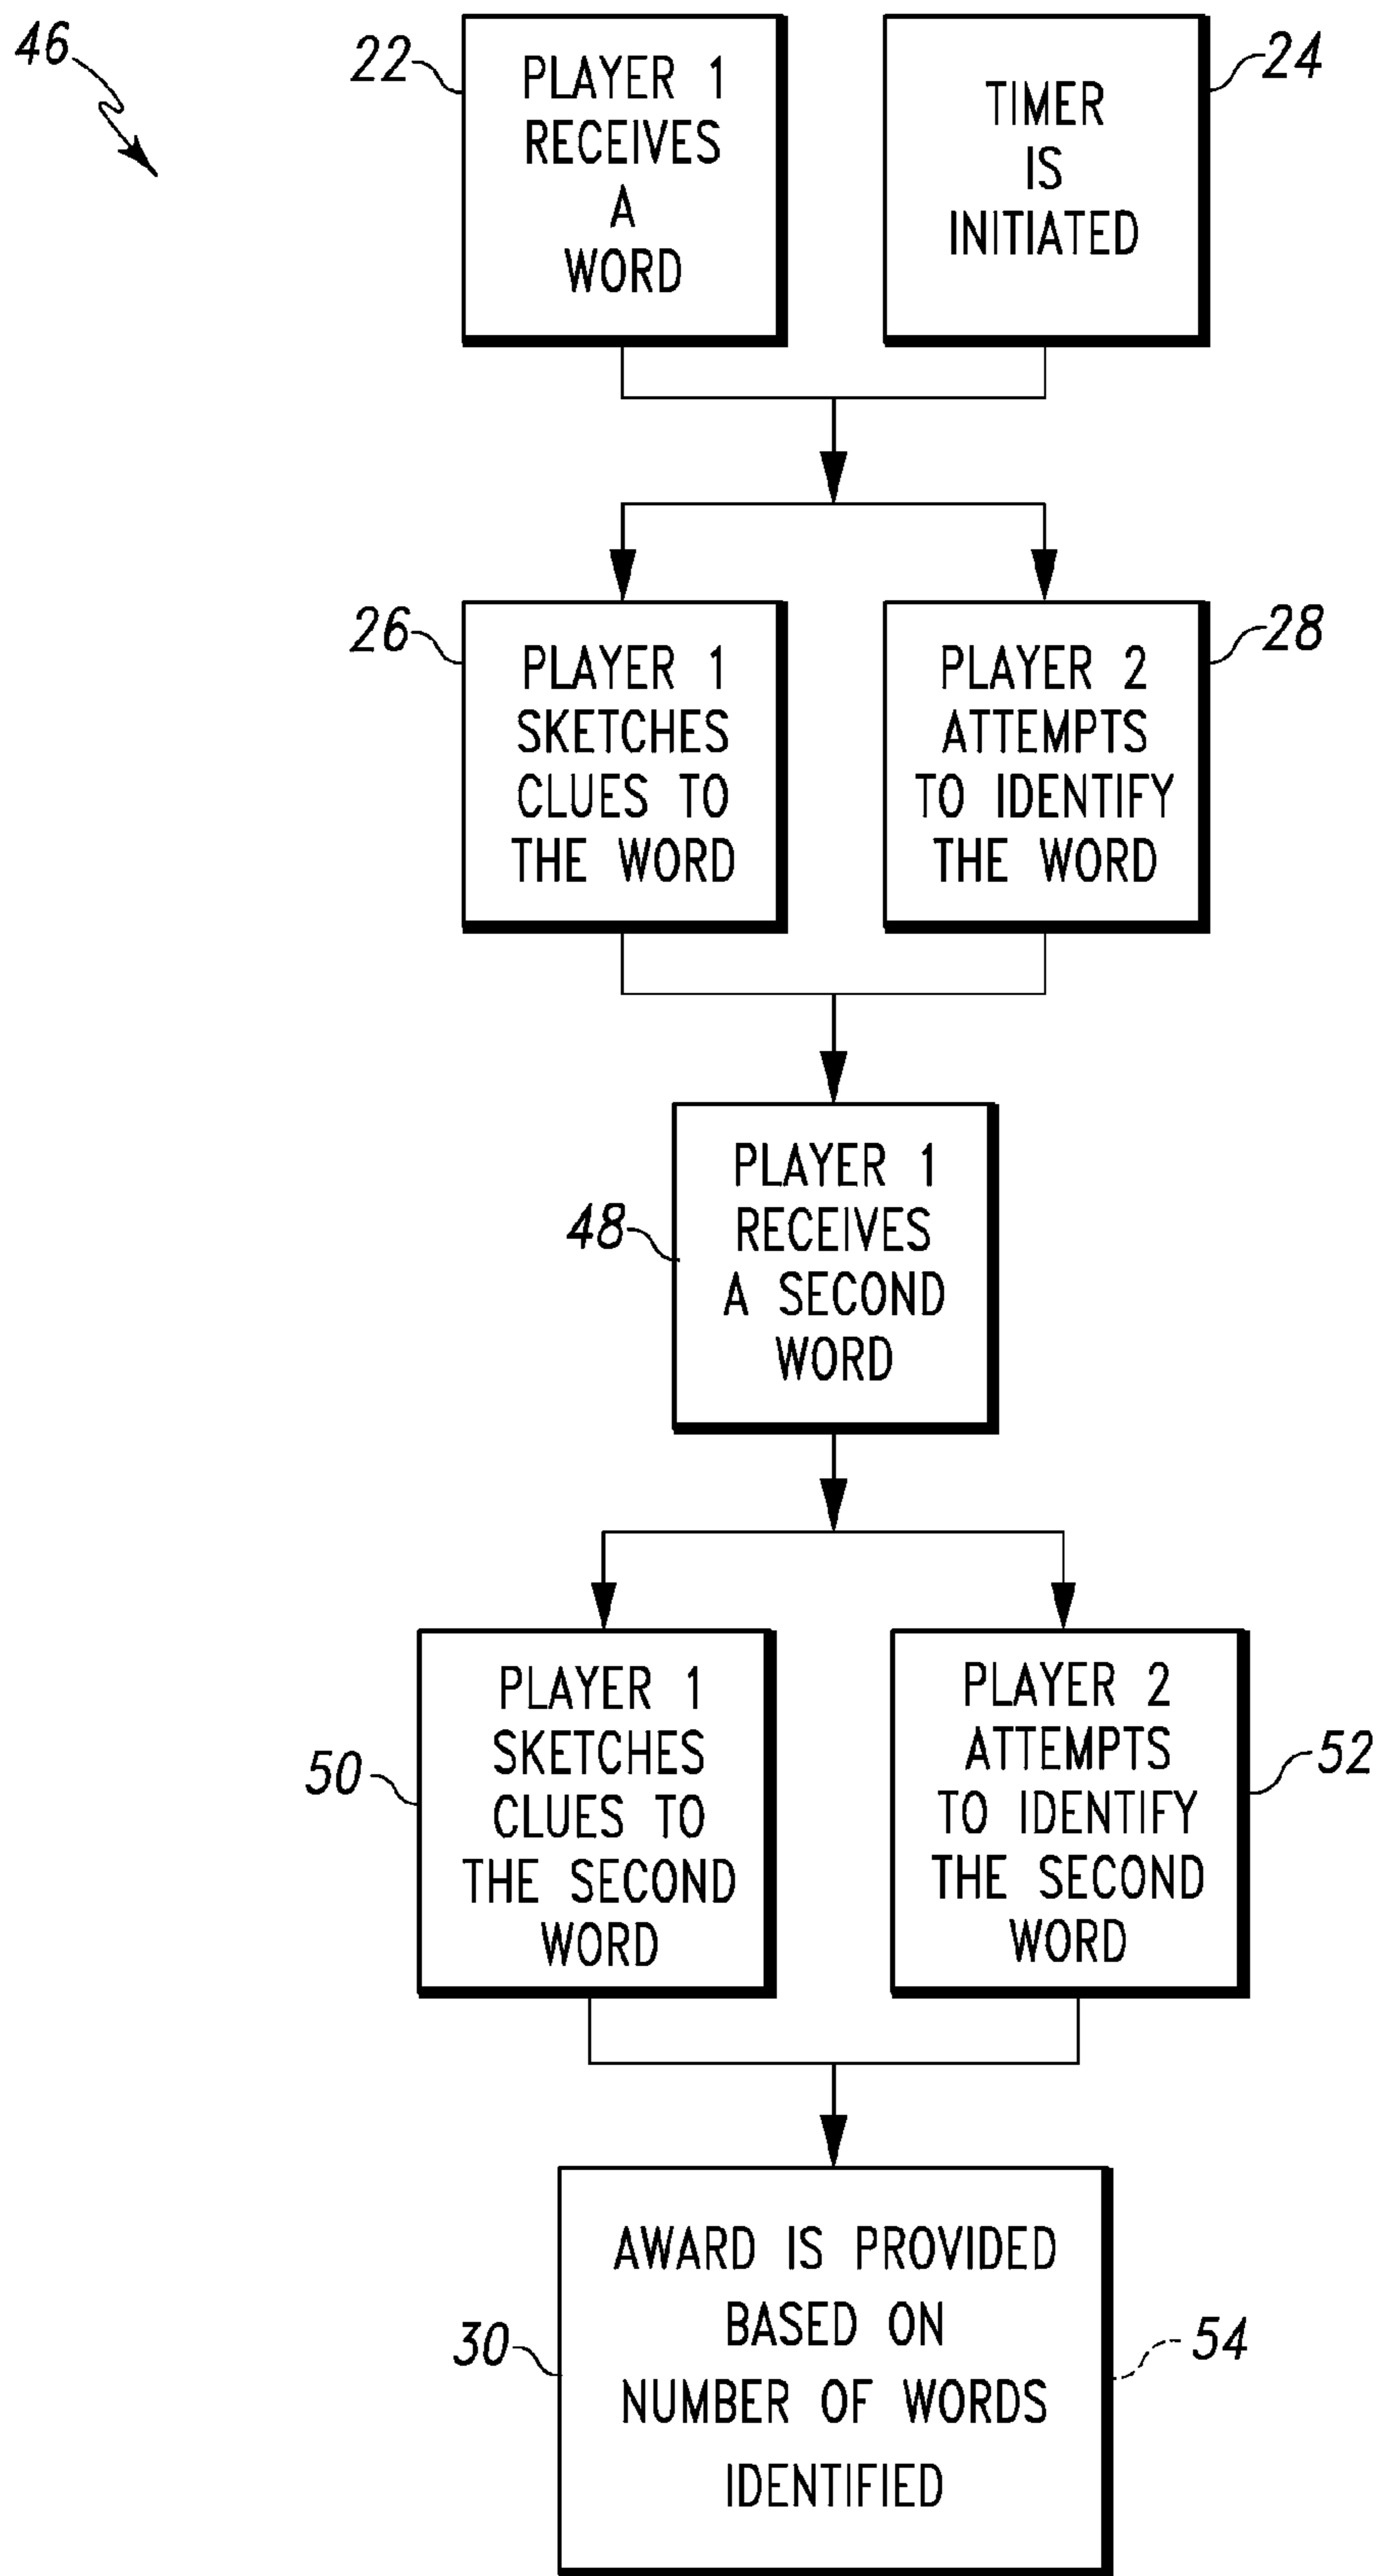 46
22
PLAYER 1
RECEIVES
A
WORD
24
TIMER
IS
INITIATED
26
PLAYER 1
SKETCHES
CLUES TO
THE WORD
28
PLAYER 2
ATTEMPTS
TO IDENTIFY
THE WORD
48
PLAYER 1
RECEIVES
A SECOND
WORD
50
PLAYER 1
SKETCHES
CLUES TO
THE SECOND
WORD
52
PLAYER 2
ATTEMPTS
TO IDENTIFY
THE SECOND
WORD
30
54
AWARD IS PROVIDED
BASED ON
NUMBER OF WORDS
IDENTIFIED